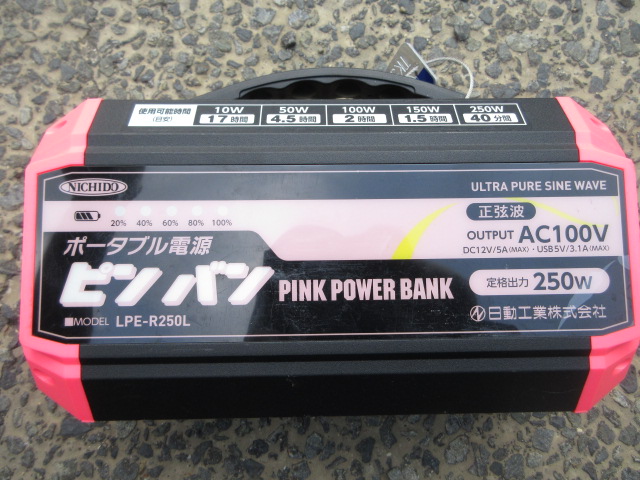 使用可能時間 (目安) 10W 50W 100W 150W 250W
17時間 4.5時間 2時間 1.5時間 40分間
NICHIDO
ULTRA PURE SINE WAVE
20% 40% 60% 80% 100%
正弦波
OUTPUT AC100V
DC12V/5A(MAX)・USB5V/3.1A(MAX)
ポータブル電源
ピンバン PINK POWER BANK
定格出力 250W
■MODEL LPE-R250L
日動工業株式会社